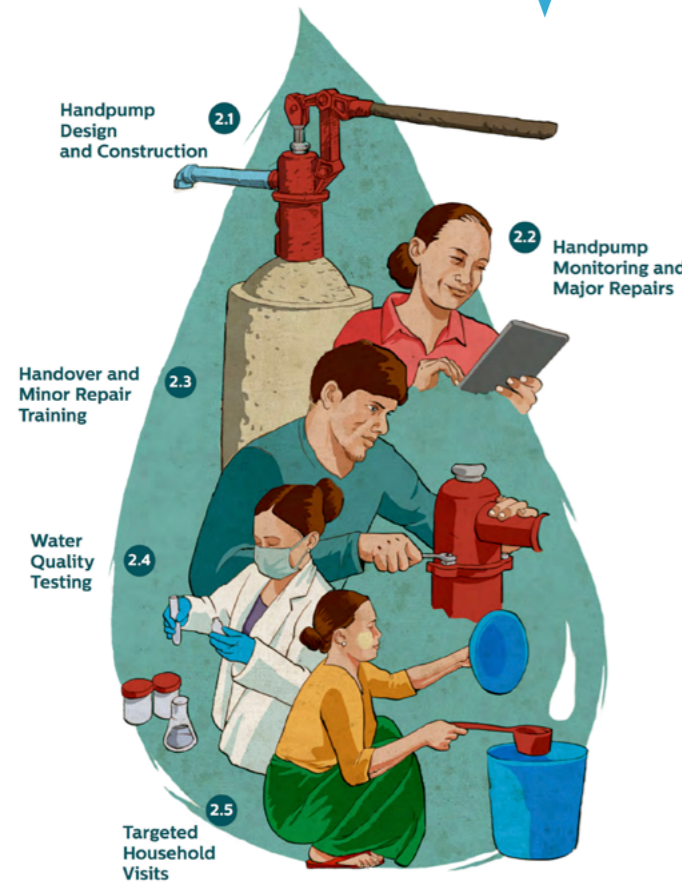 2.1
Handpump
Design
and Construction
2.2
Handpump
Monitoring and
Major Repairs
2.3
Handover and
Minor Repair
Training
2.4
Water
Quality
Testing
2.5
Targeted
Household
Visits